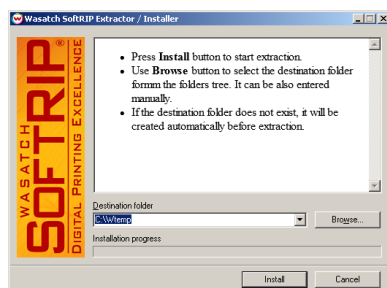 Wasatch SoftRIP Extractor / Installer
WASATCH
SOFTRIP®
DIGITAL PRINTING EXCELLENCE
• Press Install button to start extraction.
• Use Browse button to select the destination folder
formm the folders tree. It can be also entered
manually.
• If the destination folder does not exist, it will be
created automatically before extraction.
Destination folder
C:\Wtemp
Browse...
Installation progress
Install
Cancel